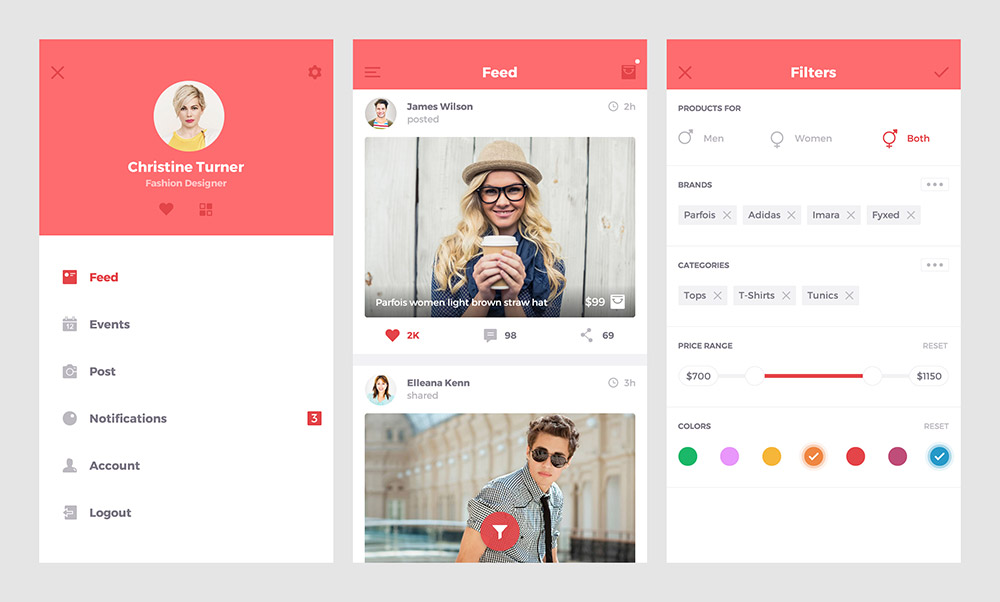 Christine Turner
Fashion Designer
Feed
Events
12
Post
Notifications
3
Account
Logout
Feed
James Wilson
posted
2h
Parfois women light brown straw hat
$99
2K
98
69
Elleana Kenn
shared
3h
Filters
PRODUCTS FOR
Men
Women
Both
BRANDS
Parfois
Adidas
Imara
Fyxed
CATEGORIES
Tops
T-Shirts
Tunics
PRICE RANGE
RESET
$700
$1150
COLORS
RESET